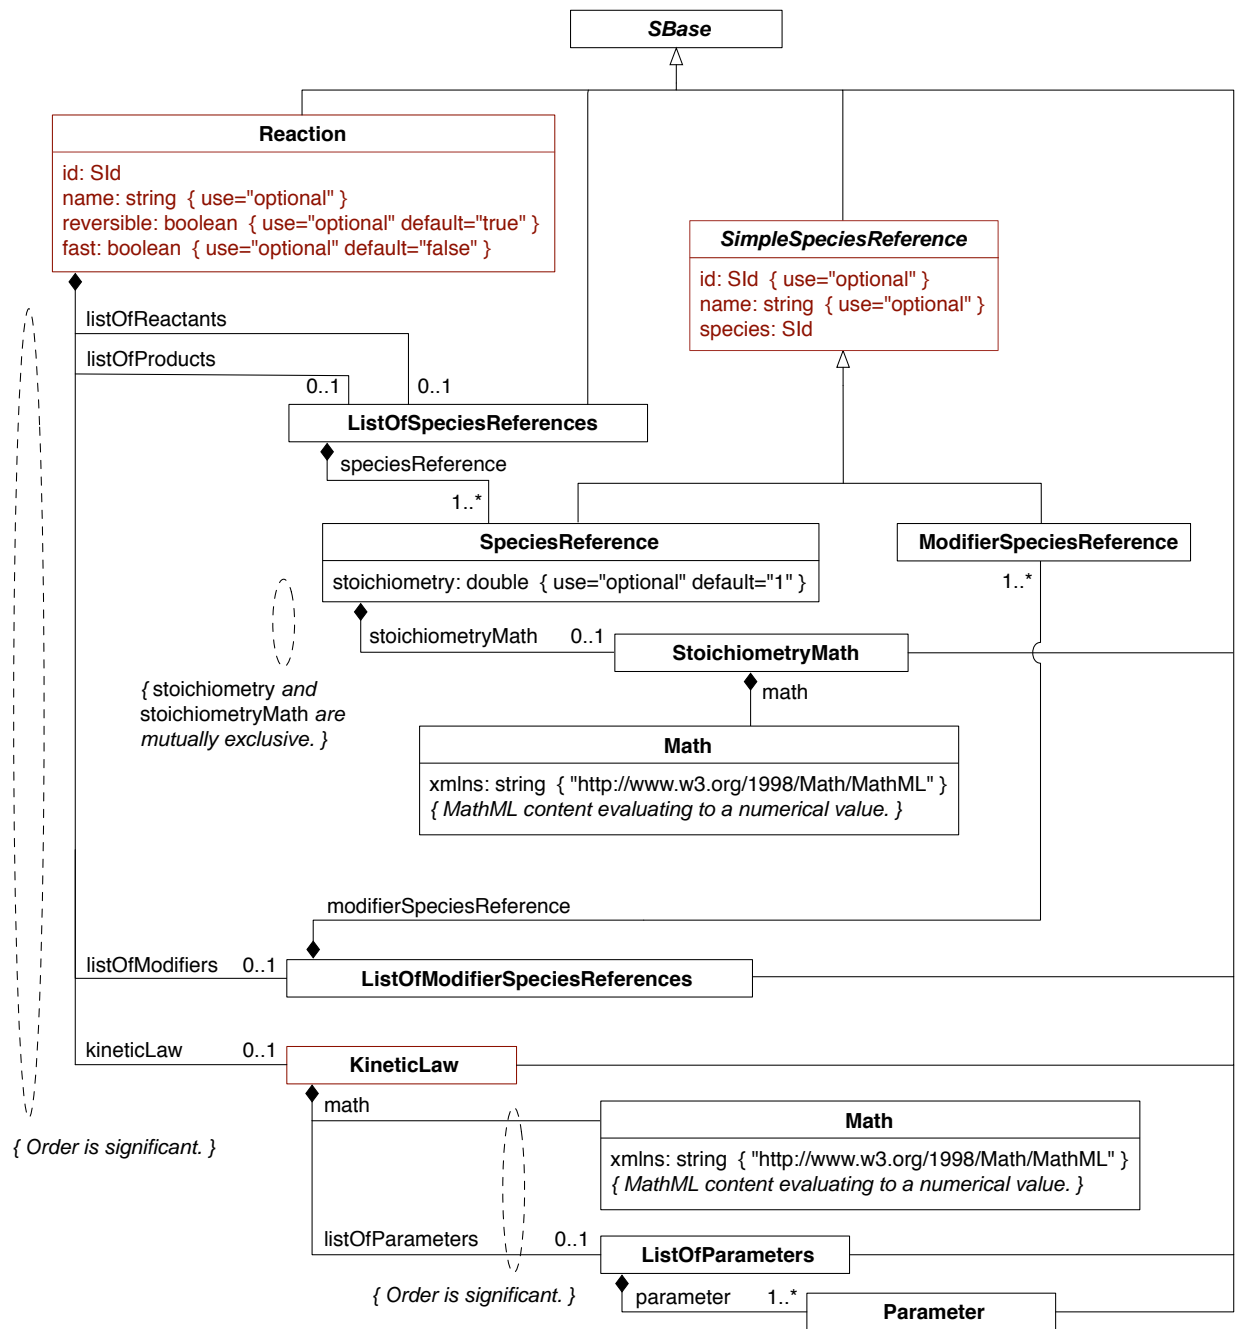 SBase
Reaction
id: SId
name: string { use="optional" }
reversible: boolean { use="optional" default="true" }
fast: boolean { use="optional" default="false" }
SimpleSpeciesReference
id: SId { use="optional" }
name: string { use="optional" }
species: SId
listOfReactants
listOfProducts
0..1
0..1
ListOfSpeciesReferences
speciesReference
1..*
SpeciesReference
stoichiometry: double { use="optional" default="1" }
ModifierSpeciesReference
1..*
stoichiometryMath
0..1
StoichiometryMath
math
{ stoichiometry and
stoichiometryMath are
mutually exclusive. }
Math
xmlns: string { "http://www.w3.org/1998/Math/MathML" }
{ MathML content evaluating to a numerical value. }
modifierSpeciesReference
listOfModifiers
0..1
ListOfModifierSpeciesReferences
kineticLaw
0..1
KineticLaw
math
{ Order is significant. }
Math
xmlns: string { "http://www.w3.org/1998/Math/MathML" }
{ MathML content evaluating to a numerical value. }
listOfParameters
0..1
ListOfParameters
{ Order is significant. }
parameter
1..*
Parameter